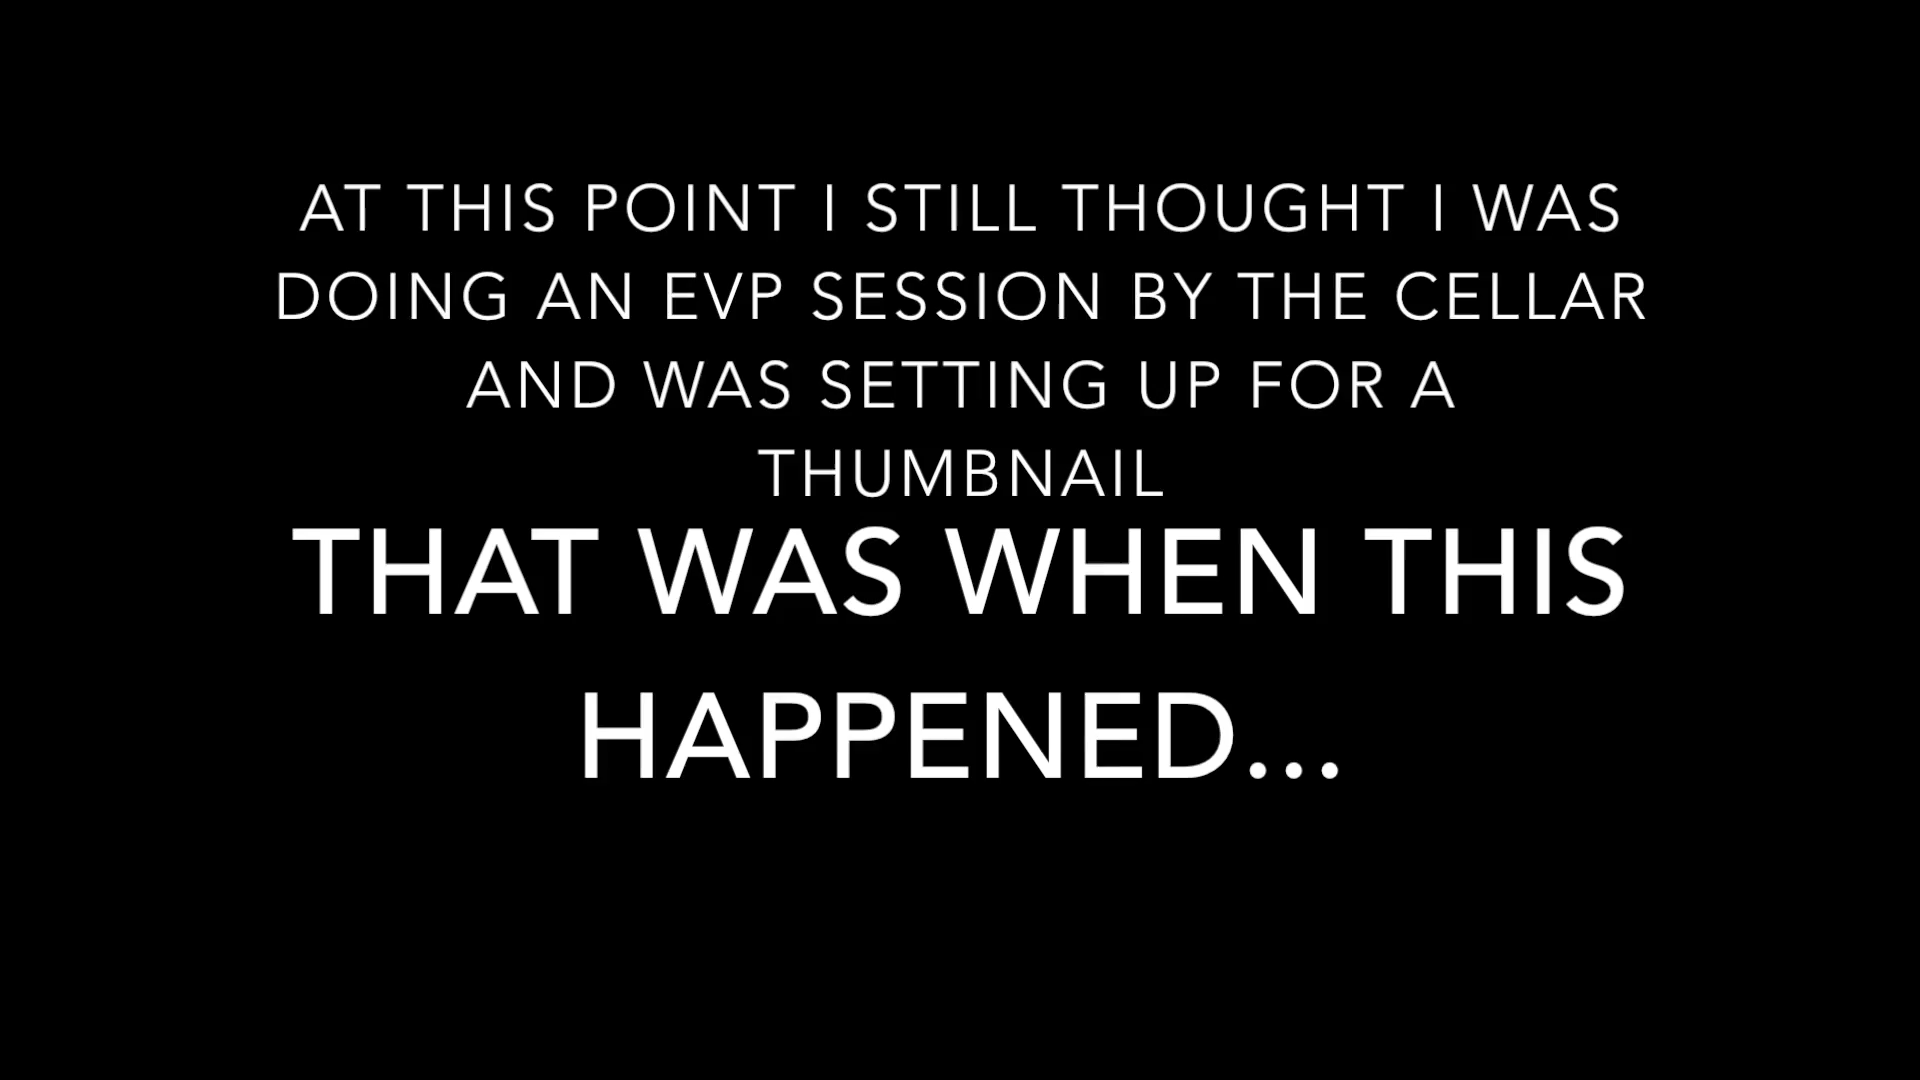 AT THIS POINT I STILL THOUGHT I WAS
DOING AN EVP SESSION BY THE CELLAR
AND WAS SETTING UP FOR A
THUMBNAIL
THAT WAS WHEN THIS
HAPPENED...